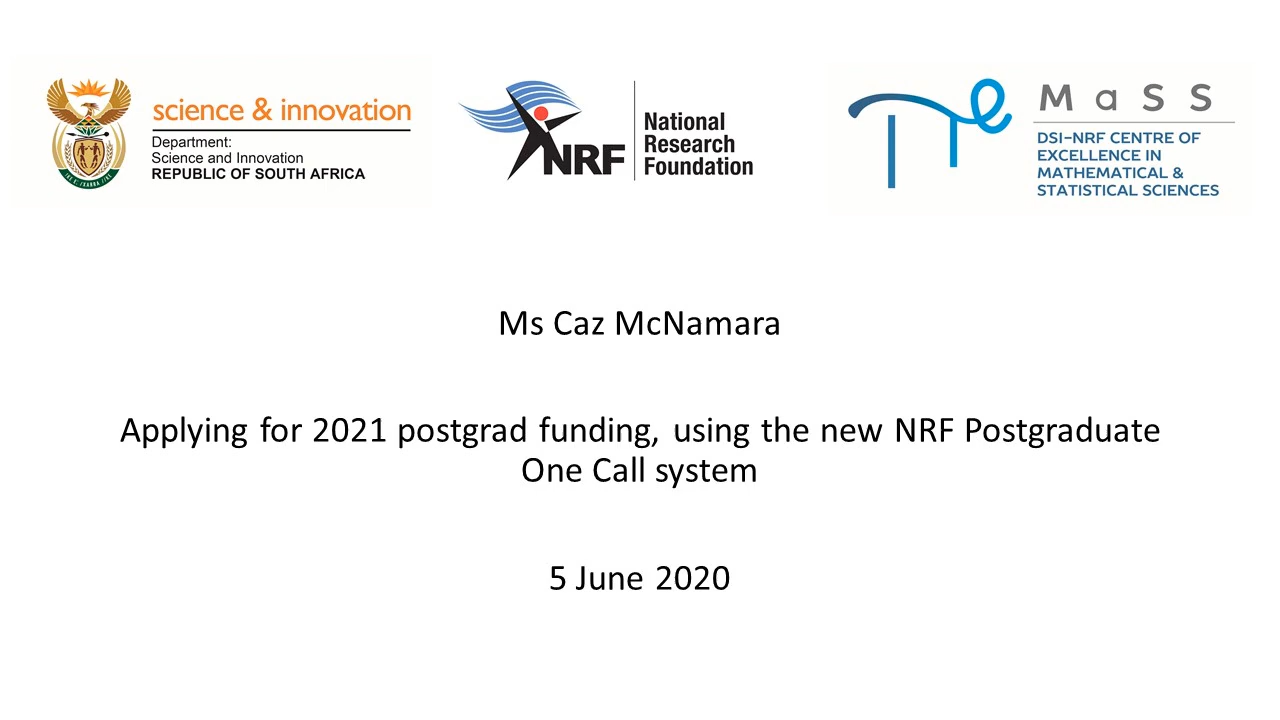 science & innovation
Department:
Science and Innovation
REPUBLIC OF SOUTH AFRICA
NRF
National
Research
Foundation
M a S S
DSI-NRF CENTRE OF
EXCELLENCE IN
MATHEMATICAL &
STATISTICAL SCIENCES
Ms Caz McNamara
Applying for 2021 postgrad funding, using the new NRF Postgraduate
One Call system
5 June 2020